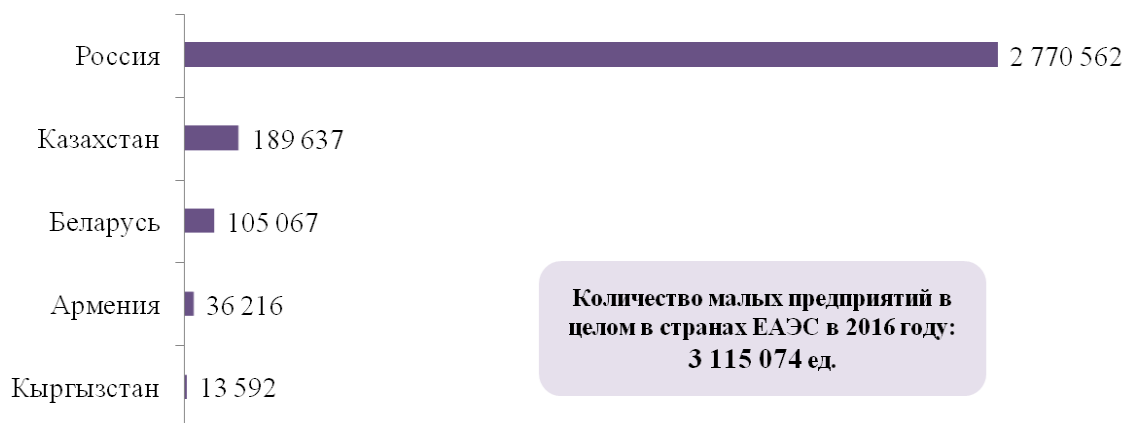 Россия 2 770 562
Казахстан 189 637
Беларусь 105 067
Армения 36 216
Количество малых предприятий в
целом в странах ЕАЭС в 2016 году:
3 115 074 ед.
Кыргызстан 13 592